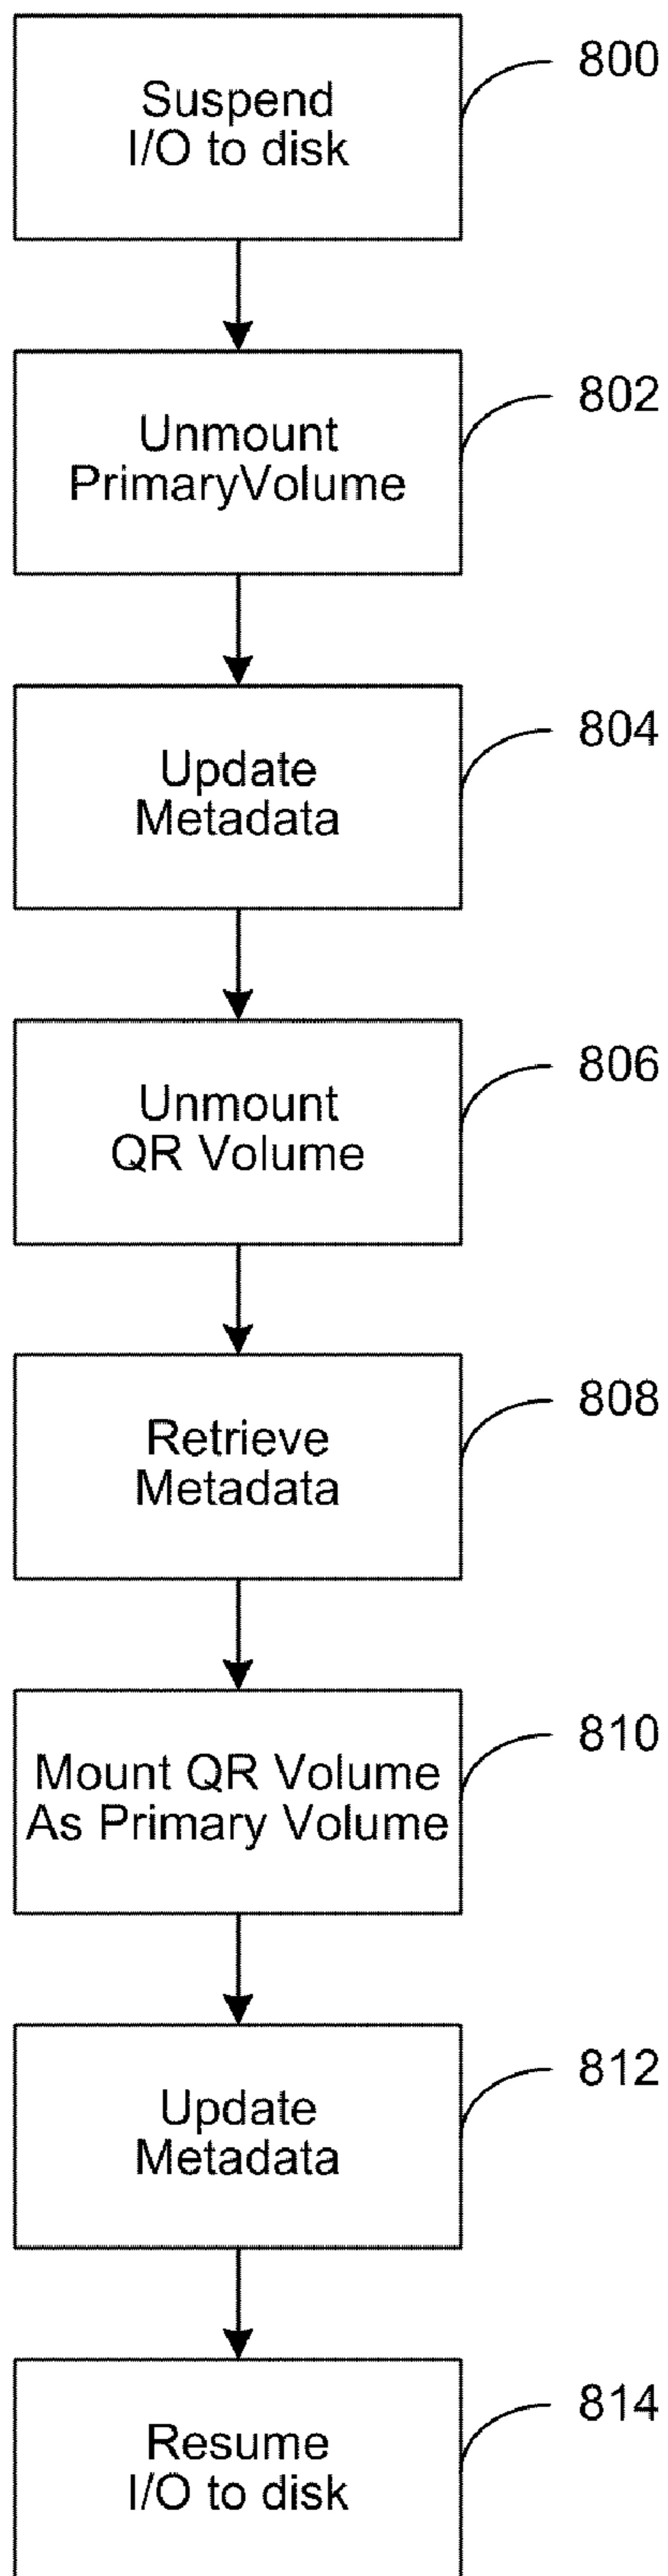 Suspend
I/O to disk
800
Unmount
PrimaryVolume
802
Update
Metadata
804
Unmount
QR Volume
806
Retrieve
Metadata
808
Mount QR Volume
As Primary Volume
810
Update
Metadata
812
Resume
I/O to disk
814